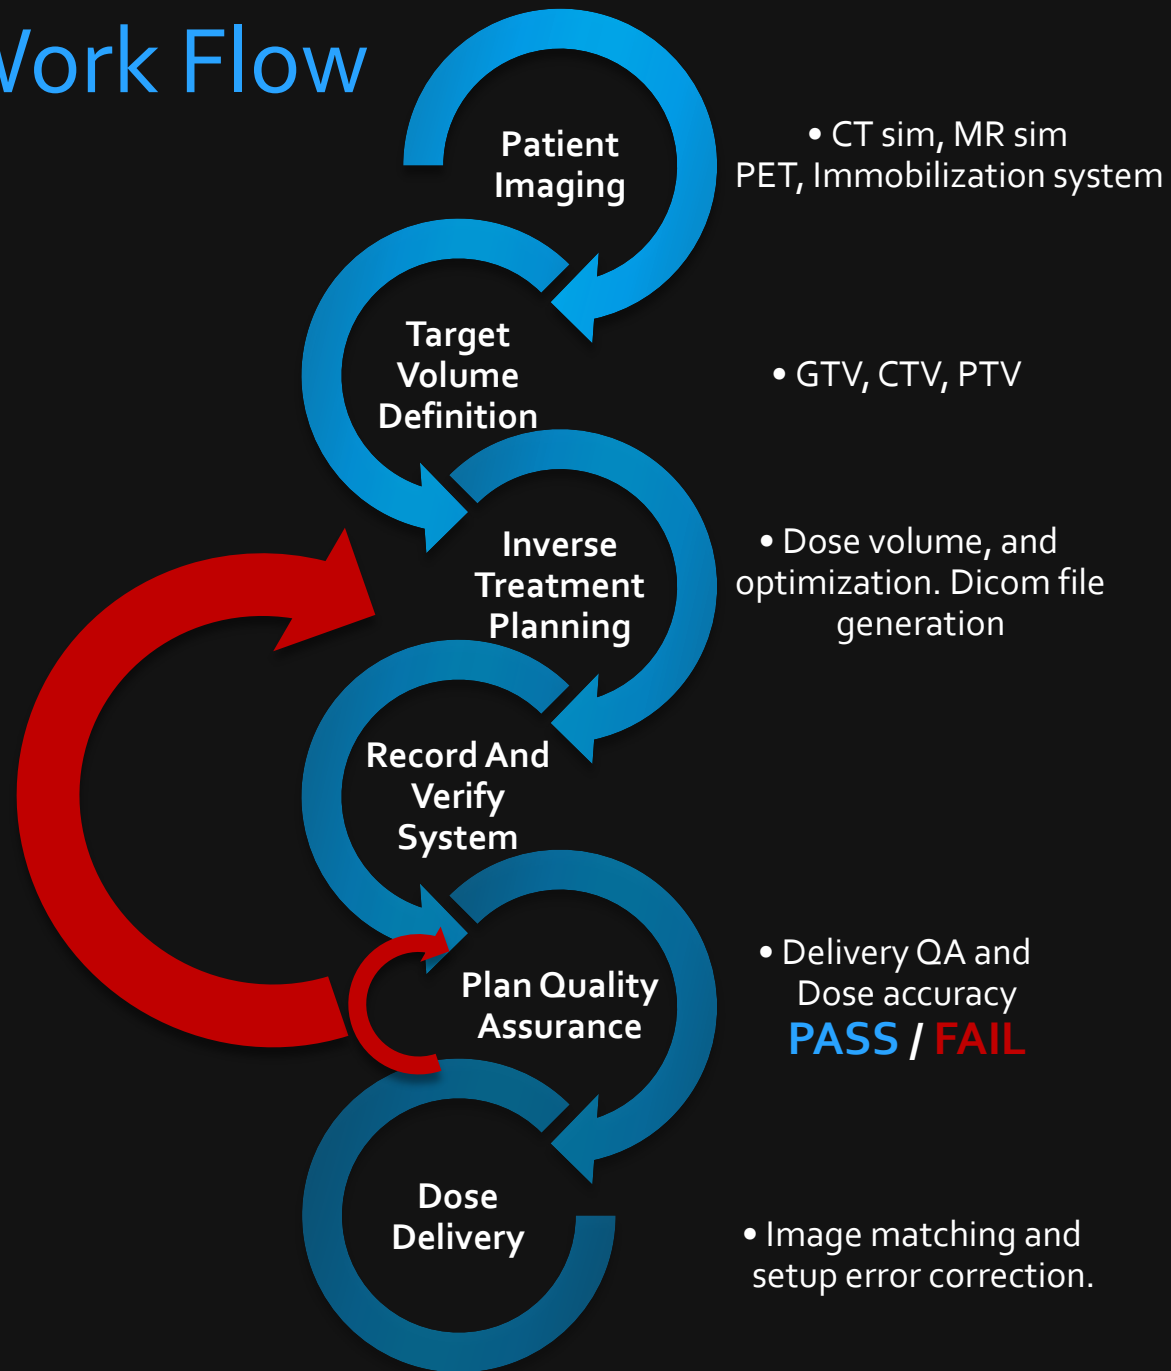 Work Flow
Patient
Imaging
• CT sim, MR sim
PET, Immobilization system
Target
Volume
Definition
• GTV, CTV, PTV
Inverse
Treatment
Planning
• Dose volume, and
optimization. Dicom file
generation
Record And
Verify
System
Plan Quality
Assurance
• Delivery QA and
Dose accuracy
PASS / FAIL
Dose
Delivery
• Image matching and
setup error correction.